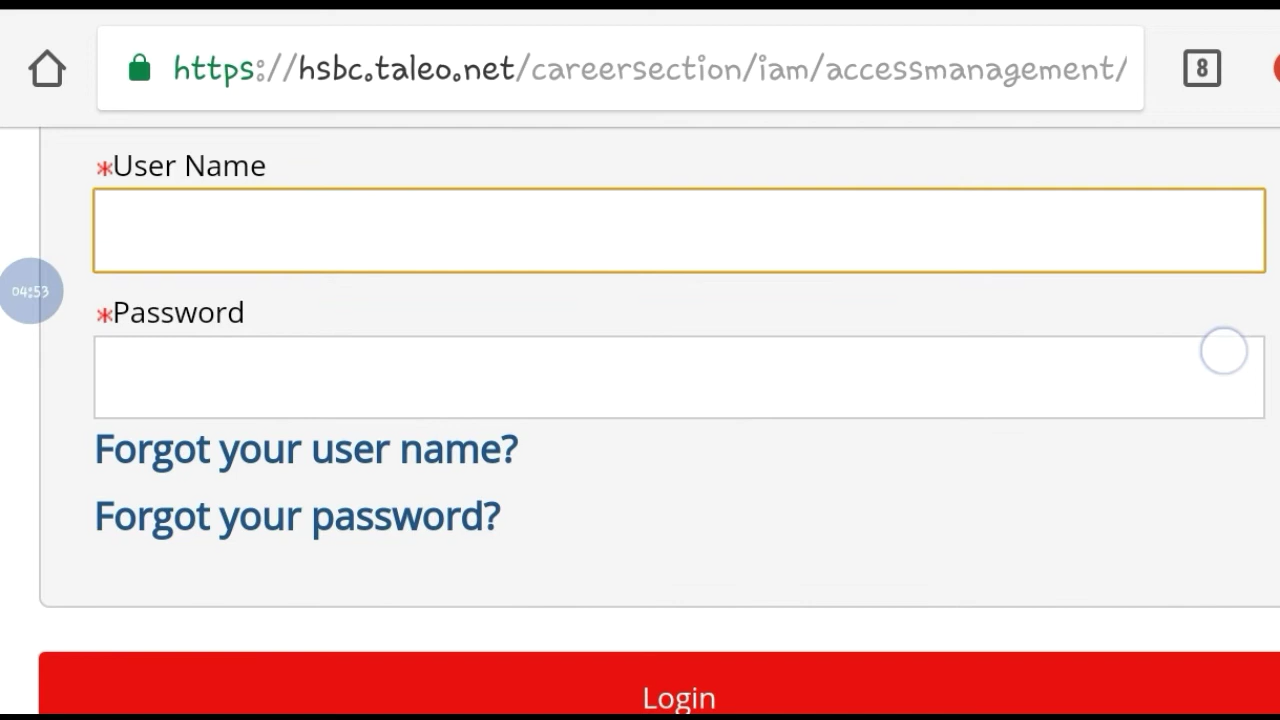 https://hsbc.taleo.net/careersection/iam/accessmanagement/
8
*User Name
04:53
*Password
Forgot your user name?
Forgot your password?
Login